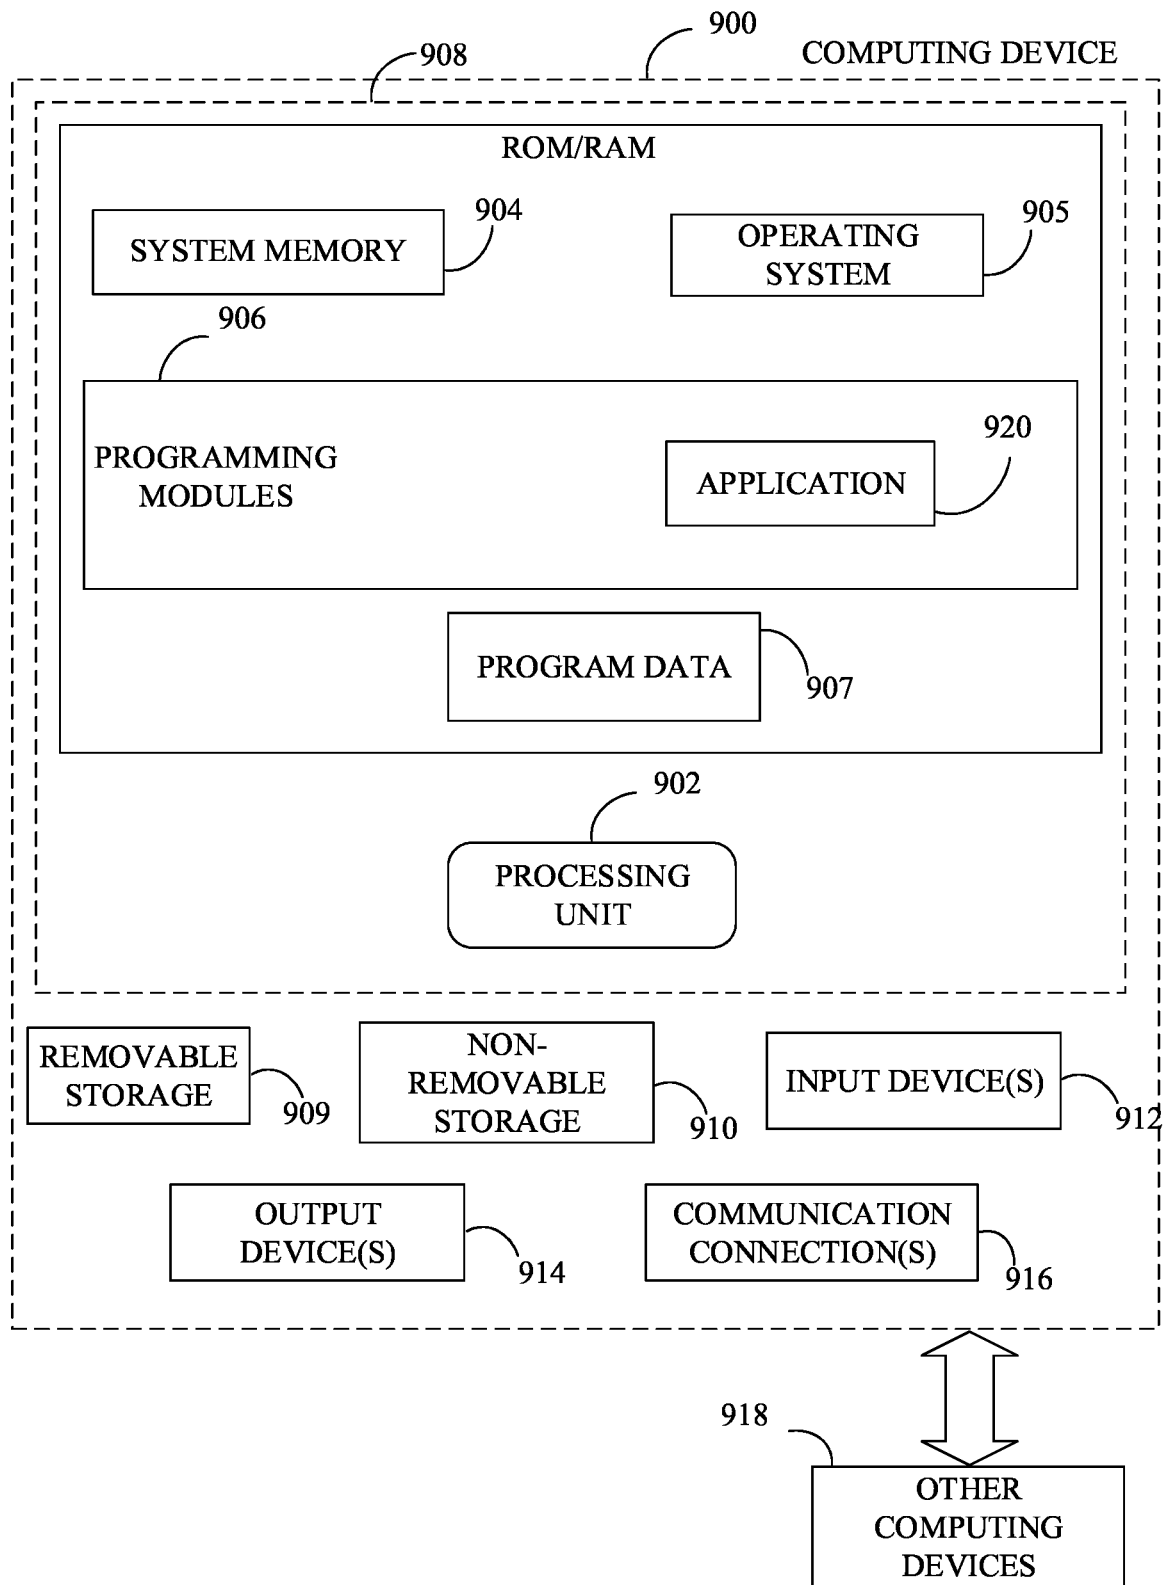 900
COMPUTING DEVICE
908
ROM/RAM
904
SYSTEM MEMORY
905
OPERATING
SYSTEM
906
PROGRAMMING
MODULES
920
APPLICATION
PROGRAM DATA
907
902
PROCESSING
UNIT
REMOVABLE
STORAGE
909
NON-
REMOVABLE
STORAGE
910
INPUT DEVICE(S)
912
OUTPUT
DEVICE(S)
914
COMMUNICATION
CONNECTION(S)
916
918
OTHER
COMPUTING
DEVICES